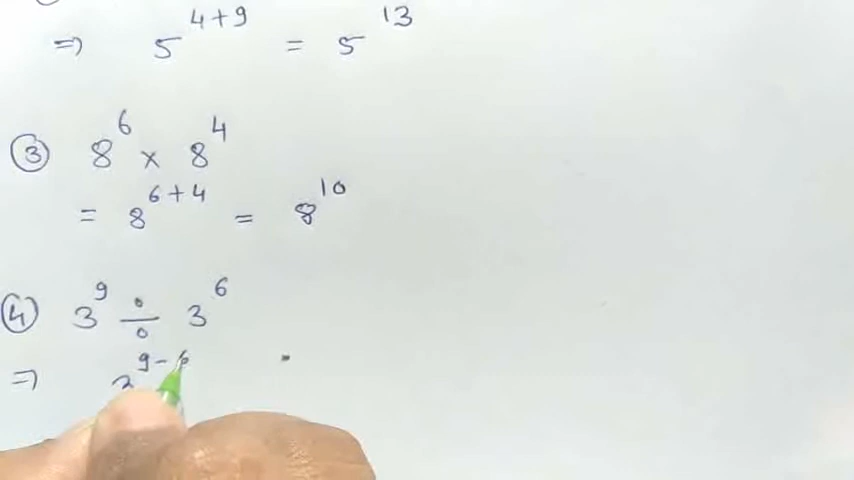 ⇒ 5^{4+9} = 5^{13}
③ 8^6 × 8^4
= 8^{6+4} = 8^{10}
④ 3^9 ÷ 3^6
⇒ 3^{9-6}